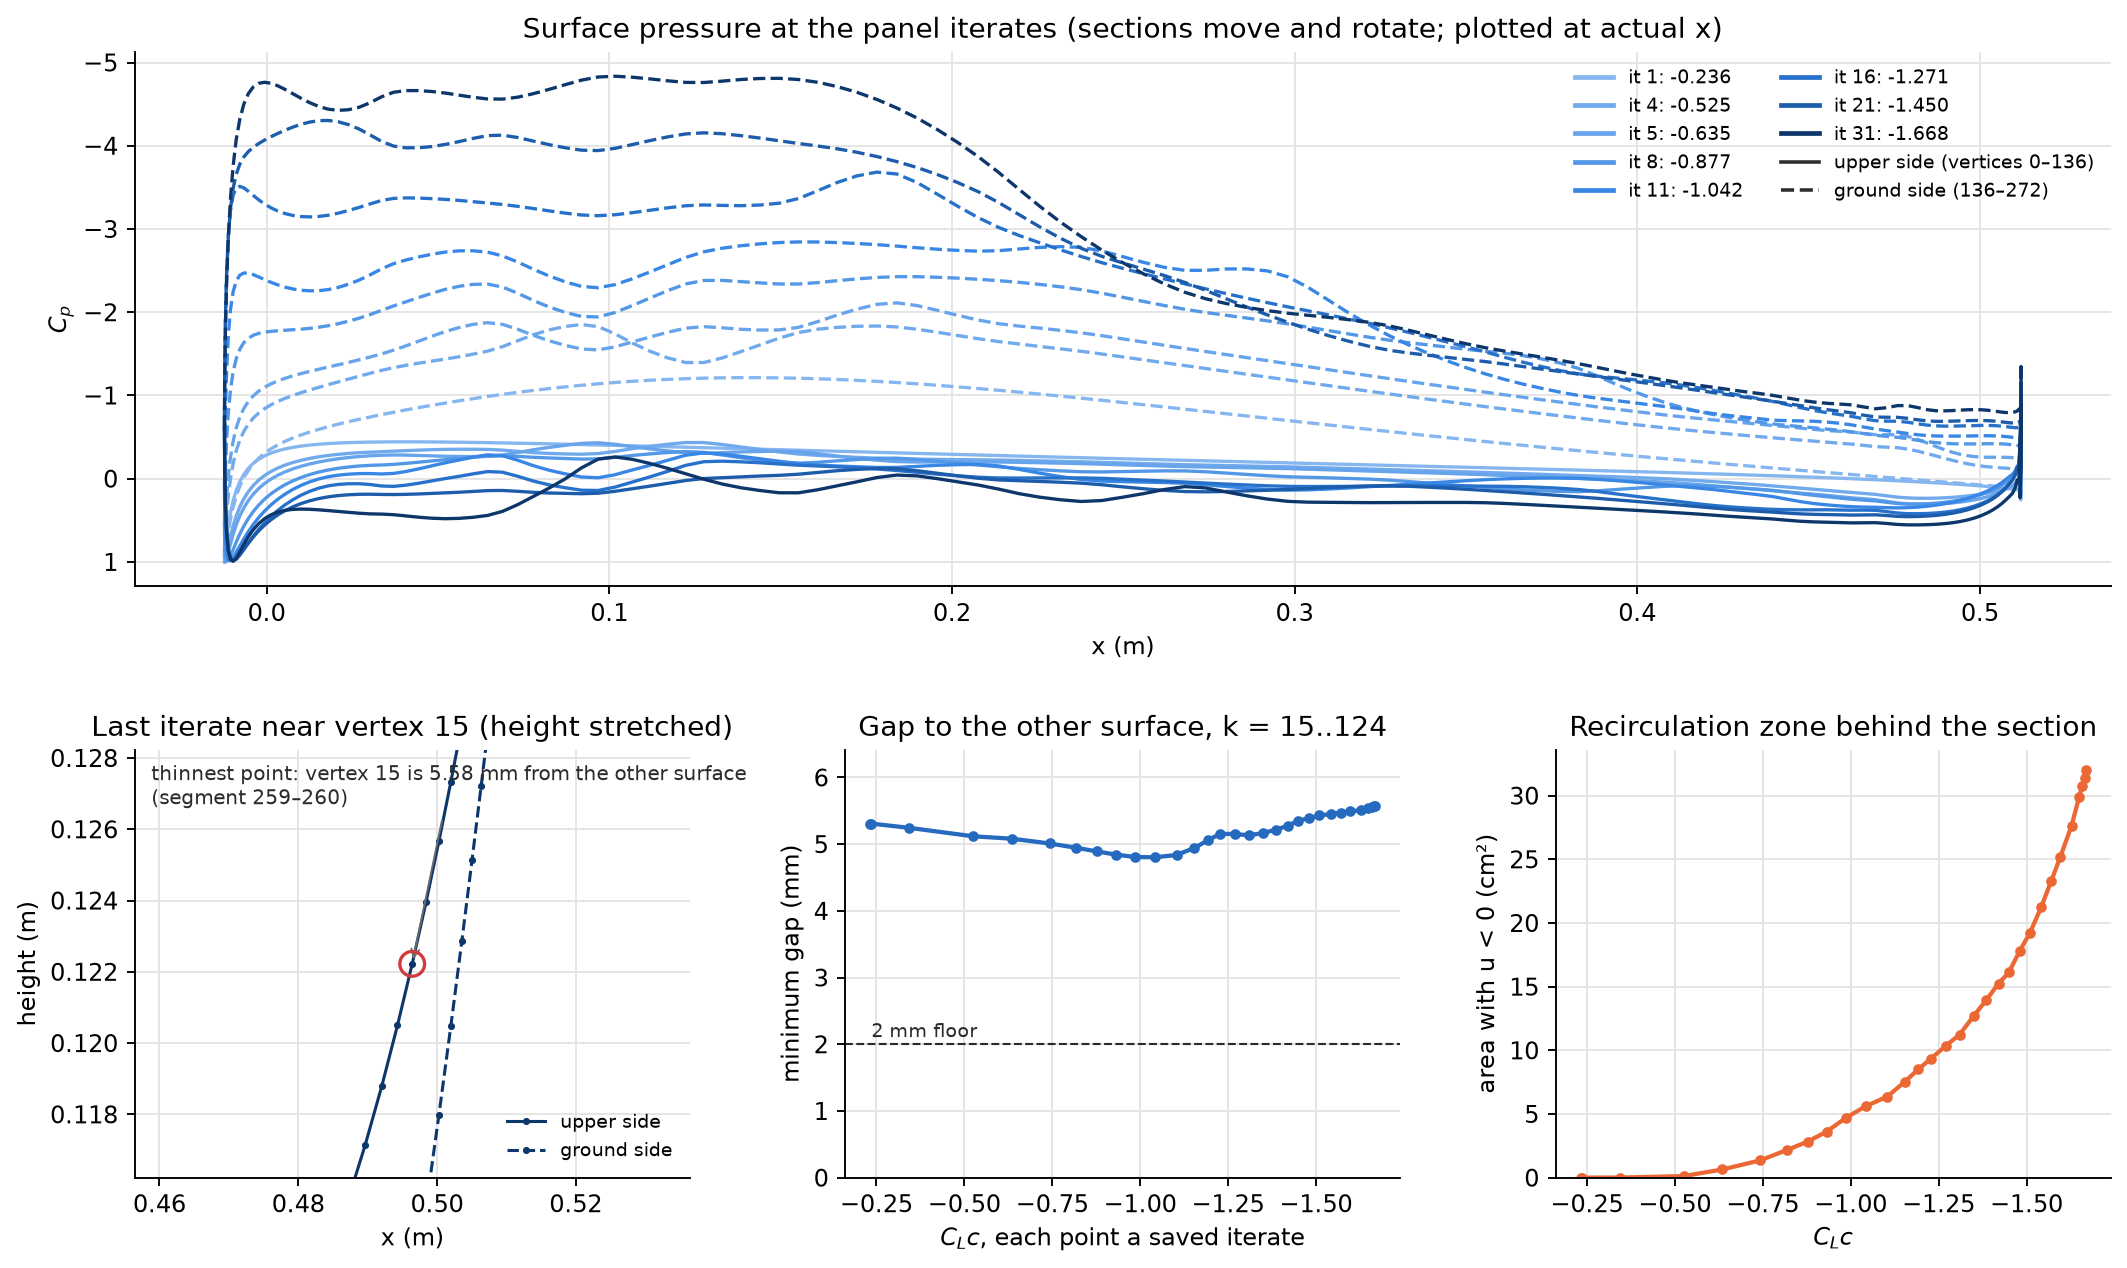 Surface pressure at the panel iterates (sections move and rotate; plotted at actual x)
−5
−4
−3
−2
−1
0
1
C_p
it 1: -0.236
it 4: -0.525
it 5: -0.635
it 8: -0.877
it 11: -1.042
it 16: -1.271
it 21: -1.450
it 31: -1.668
upper side (vertices 0–136)
ground side (136–272)
0.0 0.1 0.2 0.3 0.4 0.5
x (m)
Last iterate near vertex 15 (height stretched)
thinnest point: vertex 15 is 5.58 mm from the other surface
(segment 259–260)
0.128
0.126
0.124
0.122
0.120
0.118
height (m)
upper side
ground side
0.46 0.48 0.50 0.52
x (m)
Gap to the other surface, k = 15..124
6
5
4
3
2
1
0
minimum gap (mm)
2 mm floor
−0.25 −0.50 −0.75 −1.00 −1.25 −1.50
C_Lc, each point a saved iterate
Recirculation zone behind the section
30
25
20
15
10
5
0
area with u < 0 (cm²)
−0.25 −0.50 −0.75 −1.00 −1.25 −1.50
C_Lc